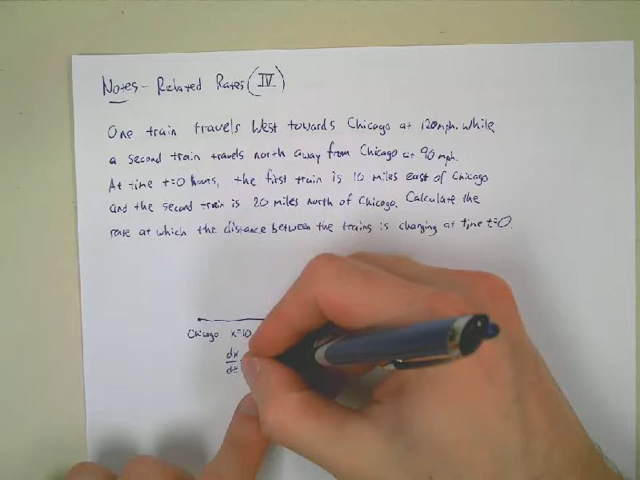 Notes - Related Rates (IV)
One train travels West towards Chicago at 120mph. while
a second train travels north away from Chicago at 90 mph.
At time t=0 hours, the first train is 10 miles east of Chicago
and the second train is 20 miles north of Chicago. Calculate the
rate at which the distance between the trains is changing at time t=0.
Chicago x=10
dx
dt